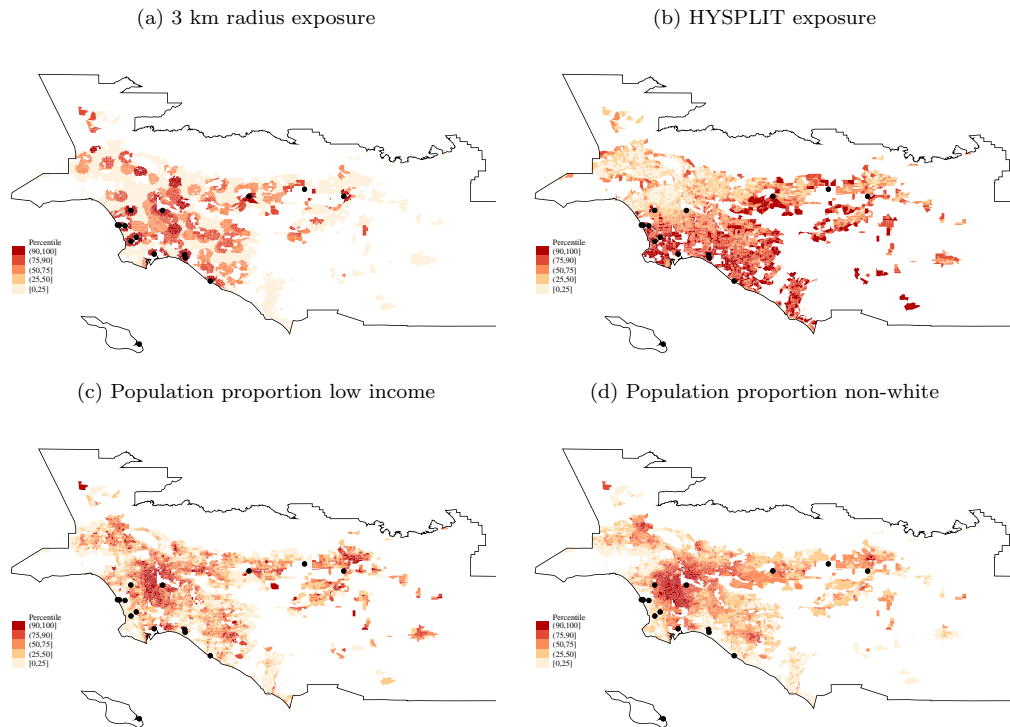 (a) 3 km radius exposure
(b) HYSPLIT exposure
Percentile
(90,100]
(75,90]
(50,75]
(25,50]
[0,25]
Percentile
(90,100]
(75,90]
(50,75]
(25,50]
[0,25]
(c) Population proportion low income
(d) Population proportion non-white
Percentile
(90,100]
(75,90]
(50,75]
(25,50]
[0,25]
Percentile
(90,100]
(75,90]
(50,75]
(25,50]
[0,25]